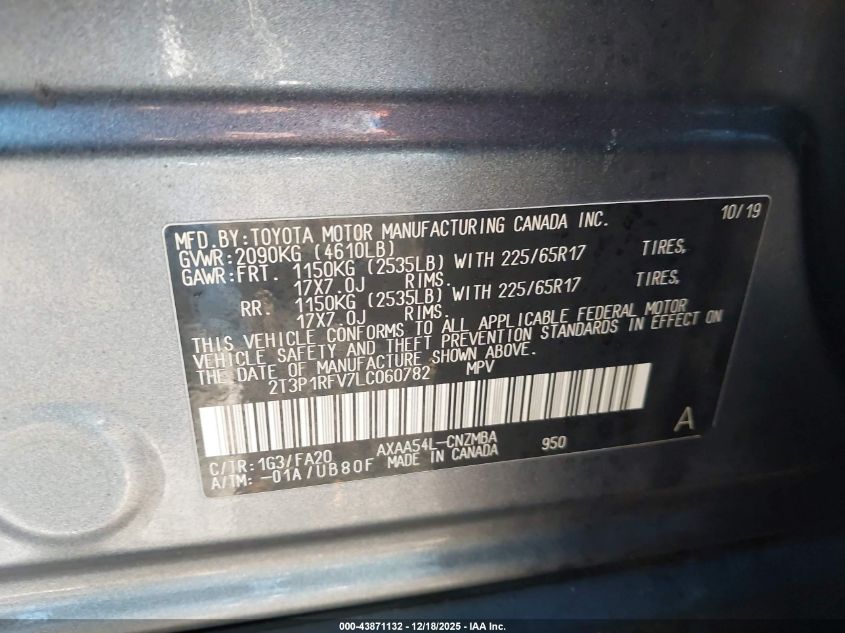 10/19
MFD.BY:TOYOTA MOTOR MANUFACTURING CANADA INC.
GVWR:2090KG (4610LB)
GAWR:FRT. 1150KG (2535LB) WITH 225/65R17 TIRES,
17X7.0J RIMS.
RR. 1150KG (2535LB) WITH 225/65R17 TIRES,
17X7.0J RIMS.
THIS VEHICLE CONFORMS TO ALL APPLICABLE FEDERAL MOTOR
VEHICLE SAFETY AND THEFT PREVENTION STANDARDS IN EFFECT ON
THE DATE OF MANUFACTURE SHOWN ABOVE.
2T3P1RFV7LC060782 MPV
A
C/TR:1G3/FA20 AXAA54L-CNZMBA 950
A/TM: -01A/UB80F MADE IN CANADA
000-43871132 - 12/18/2025 - IAA Inc.